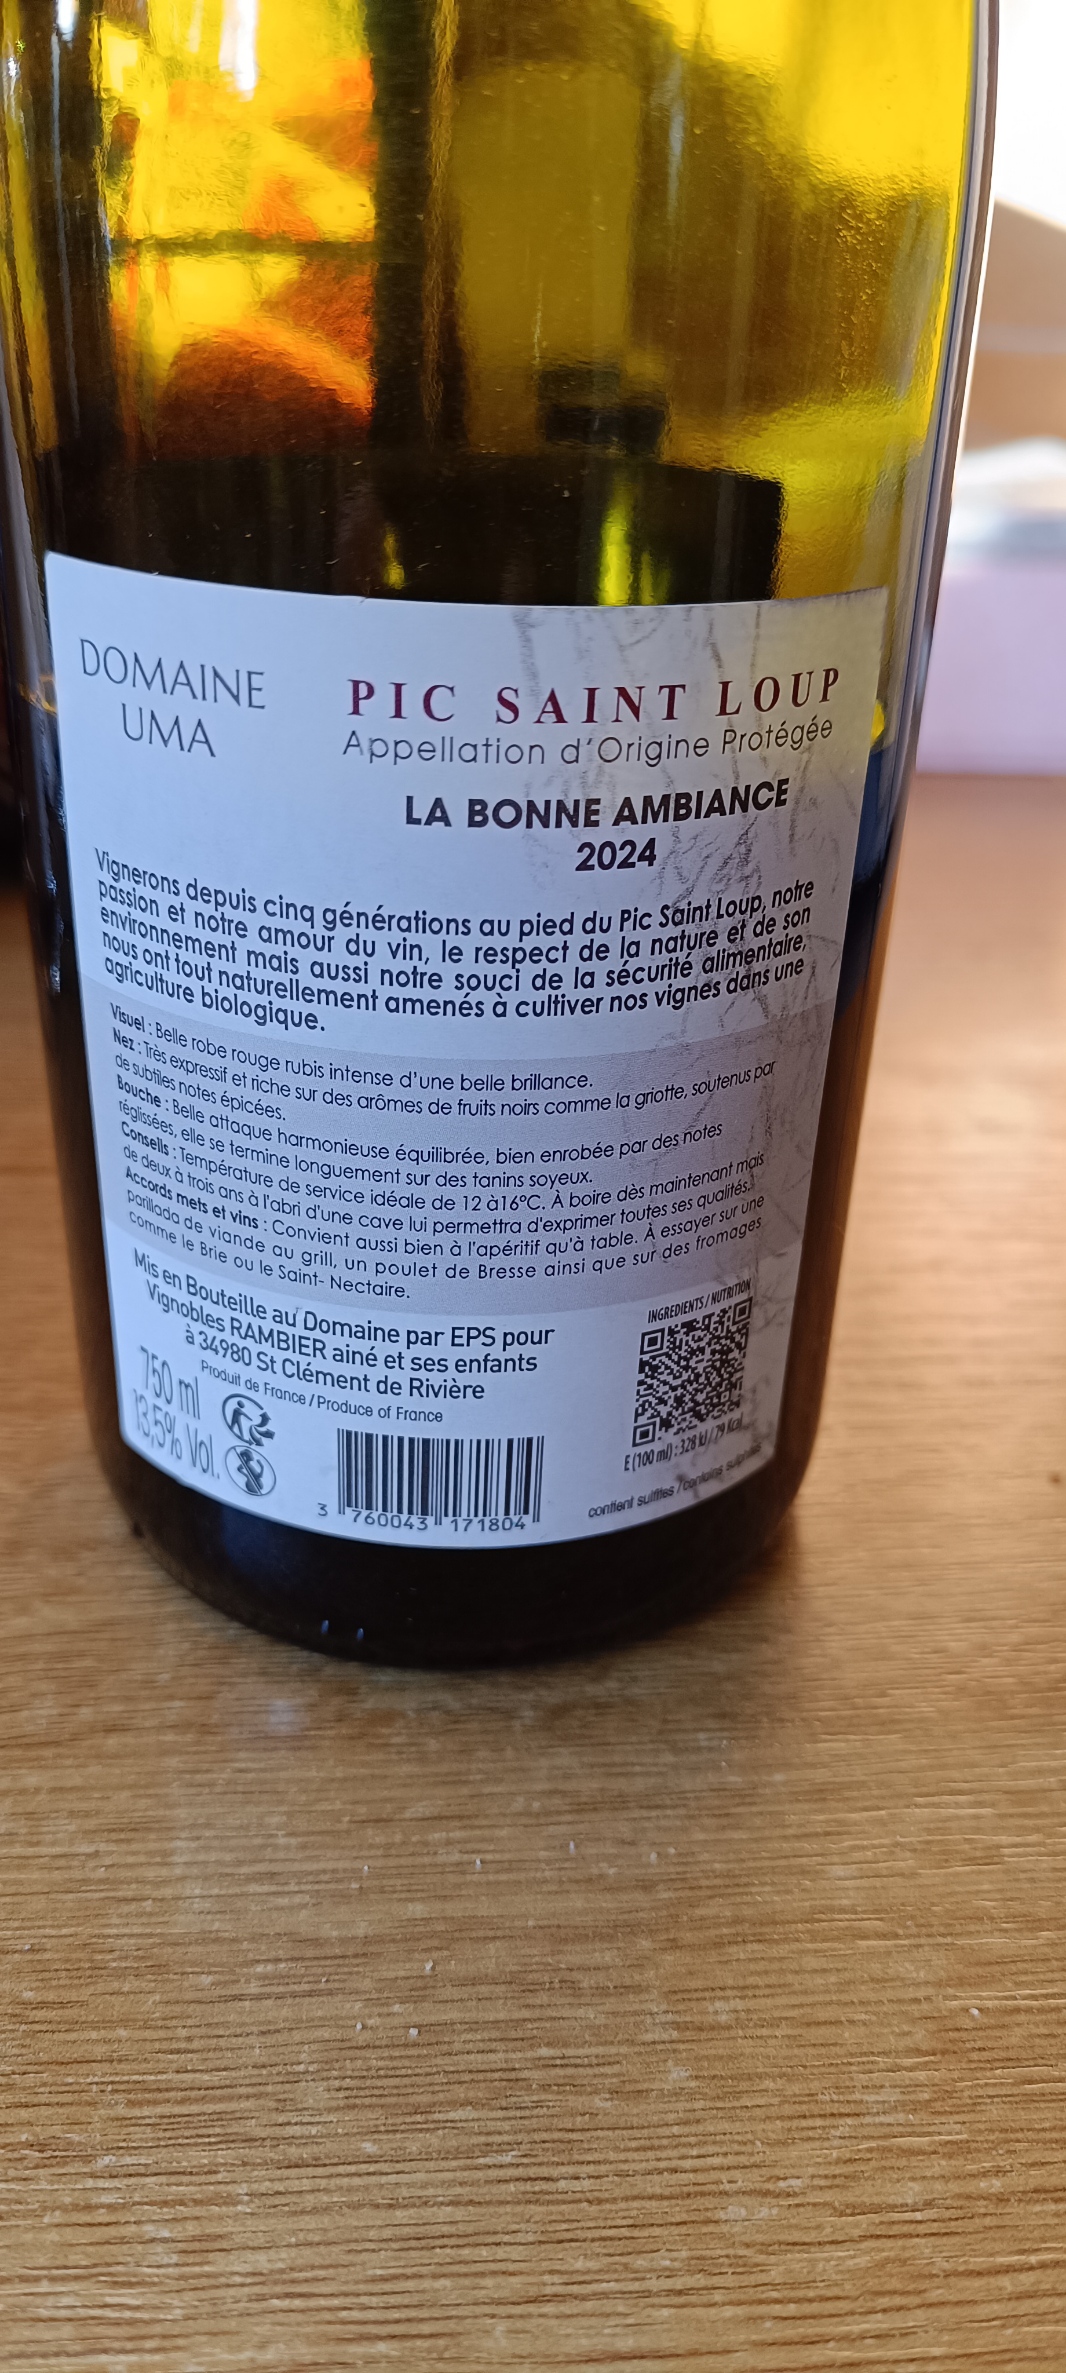 DOMAINE
UMA
PIC SAINT LOUP
Appellation d'Origine Protégée
LA BONNE AMBIANCE
2024
Vignerons depuis cinq générations au pied du Pic Saint Loup, notre
passion et notre amour du vin, le respect de la nature et de son
environnement mais aussi notre souci de la sécurité alimentaire,
nous ont tout naturellement amenés à cultiver nos vignes dans une
agriculture biologique.
Visuel : Belle robe rouge rubis intense d'une belle brillance.
Nez : Très expressif et riche sur des arômes de fruits noirs comme la griotte, soutenus par
de subtiles notes épicées.
Bouche : Belle attaque harmonieuse équilibrée, bien enrobée par des notes
réglissées, elle se termine longuement sur des tanins soyeux.
Conseils : Température de service idéale de 12 à16°C. À boire dès maintenant mais
de deux à trois ans à l'abri d'une cave lui permettra d'exprimer toutes ses qualités.
Accords mets et vins : Convient aussi bien à l'apéritif qu'à table. À essayer sur une
parillada de viande au grill, un poulet de Bresse ainsi que sur des fromages
comme le Brie ou le Saint- Nectaire.
Mis en Bouteille au Domaine par EPS pour
Vignobles RAMBIER ainé et ses enfants
à 34980 St Clément de Rivière
Produit de France / Produce of France
750 ml
13,5% Vol.
3 760043 171804
INGREDIENTS / NUTRITION
E (100 ml) : 328 kJ / 79 Kcal
contient sulfites / contains sulphites